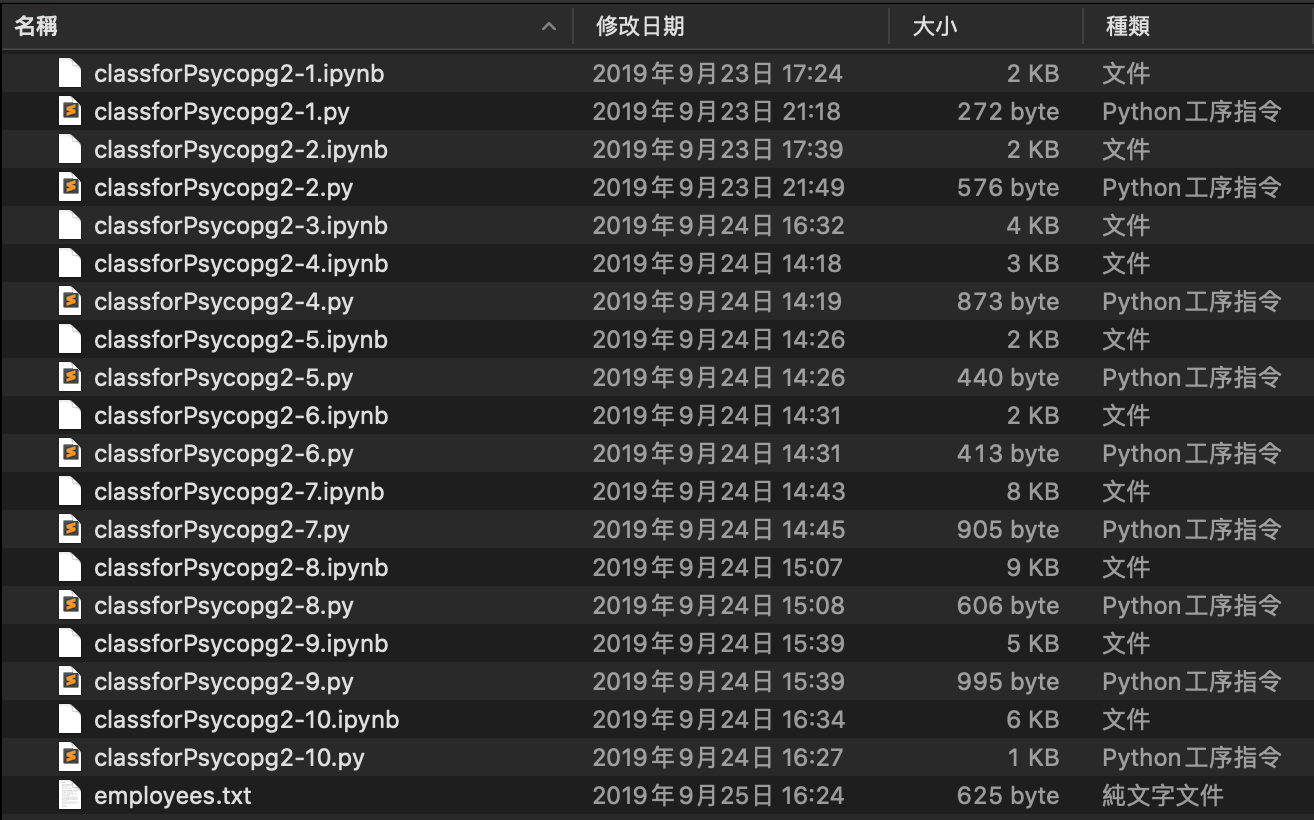 名稱 修改日期 大小 種類
classforPsycopg2-1.ipynb 2019年9月23日 17:24 2 KB 文件
classforPsycopg2-1.py 2019年9月23日 21:18 272 byte Python工序指令
classforPsycopg2-2.ipynb 2019年9月23日 17:39 2 KB 文件
classforPsycopg2-2.py 2019年9月23日 21:49 576 byte Python工序指令
classforPsycopg2-3.ipynb 2019年9月24日 16:32 4 KB 文件
classforPsycopg2-4.ipynb 2019年9月24日 14:18 3 KB 文件
classforPsycopg2-4.py 2019年9月24日 14:19 873 byte Python工序指令
classforPsycopg2-5.ipynb 2019年9月24日 14:26 2 KB 文件
classforPsycopg2-5.py 2019年9月24日 14:26 440 byte Python工序指令
classforPsycopg2-6.ipynb 2019年9月24日 14:31 2 KB 文件
classforPsycopg2-6.py 2019年9月24日 14:31 413 byte Python工序指令
classforPsycopg2-7.ipynb 2019年9月24日 14:43 8 KB 文件
classforPsycopg2-7.py 2019年9月24日 14:45 905 byte Python工序指令
classforPsycopg2-8.ipynb 2019年9月24日 15:07 9 KB 文件
classforPsycopg2-8.py 2019年9月24日 15:08 606 byte Python工序指令
classforPsycopg2-9.ipynb 2019年9月24日 15:39 5 KB 文件
classforPsycopg2-9.py 2019年9月24日 15:39 995 byte Python工序指令
classforPsycopg2-10.ipynb 2019年9月24日 16:34 6 KB 文件
classforPsycopg2-10.py 2019年9月24日 16:27 1 KB Python工序指令
employees.txt 2019年9月25日 16:24 625 byte 純文字文件